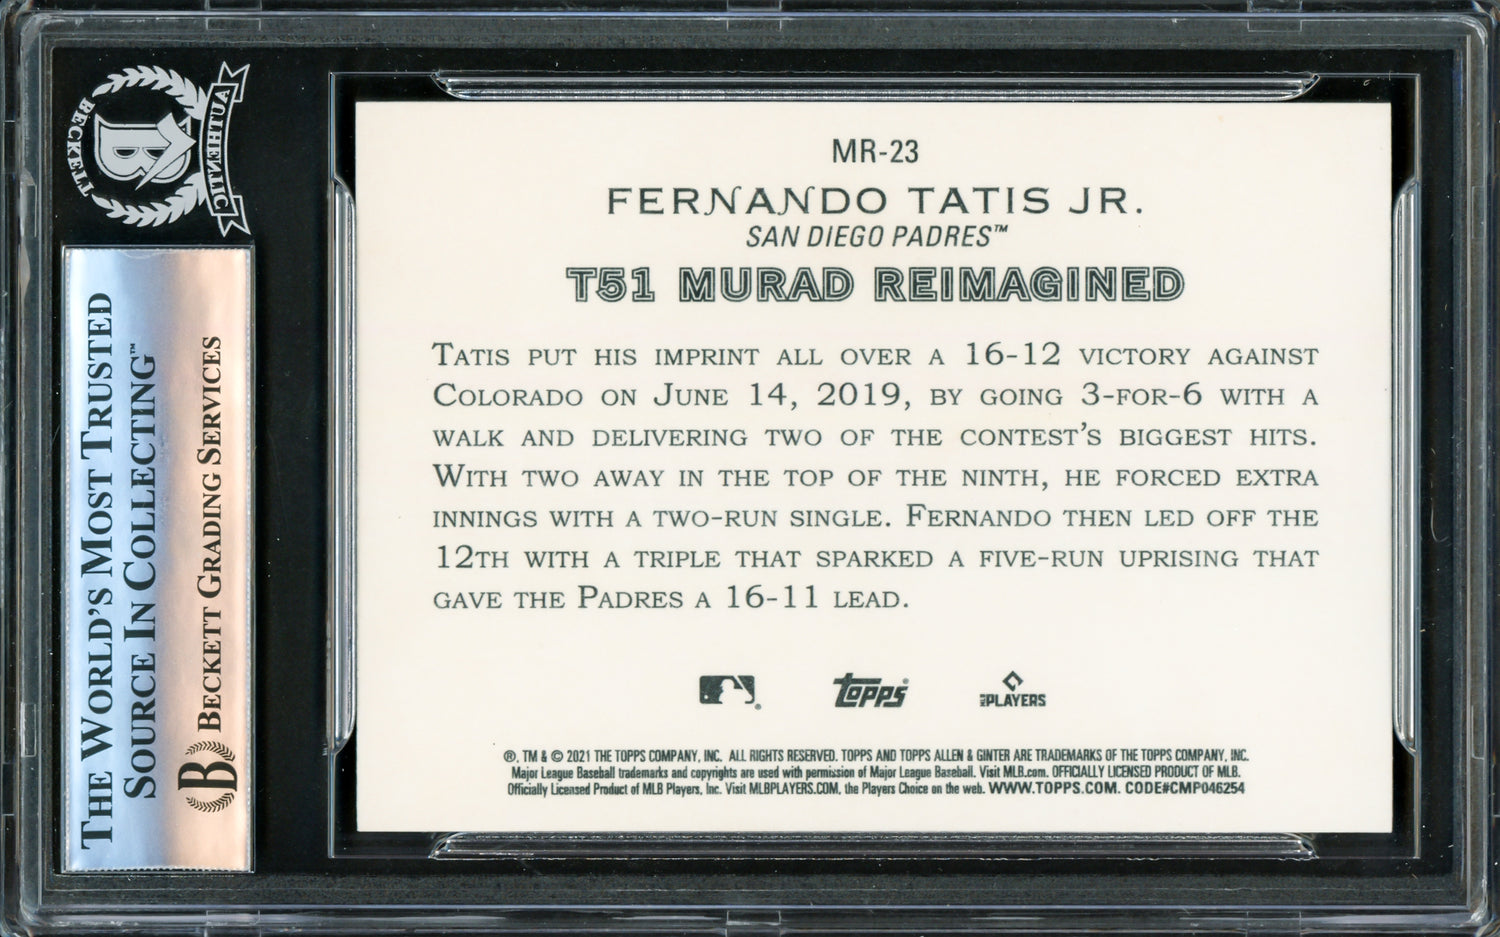 BECKETT
AUTHENTIC
B
THE WORLD'S MOST TRUSTED
SOURCE IN COLLECTING™
B BECKETT GRADING SERVICES
MR-23
FERNANDO TATIS JR.
SAN DIEGO PADRES™
T51 MURAD REIMAGINED
TATIS PUT HIS IMPRINT ALL OVER A 16-12 VICTORY AGAINST
COLORADO ON JUNE 14, 2019, BY GOING 3-FOR-6 WITH A
WALK AND DELIVERING TWO OF THE CONTEST'S BIGGEST HITS.
WITH TWO AWAY IN THE TOP OF THE NINTH, HE FORCED EXTRA
INNINGS WITH A TWO-RUN SINGLE. FERNANDO THEN LED OFF THE
12TH WITH A TRIPLE THAT SPARKED A FIVE-RUN UPRISING THAT
GAVE THE PADRES A 16-11 LEAD.
® Topps® MLB PLAYERS
®, TM & © 2021 THE TOPPS COMPANY, INC. ALL RIGHTS RESERVED. TOPPS AND TOPPS ALLEN & GINTER ARE TRADEMARKS OF THE TOPPS COMPANY, INC.
Major League Baseball trademarks and copyrights are used with permission of Major League Baseball. Visit MLB.com. OFFICIALLY LICENSED PRODUCT OF MLB.
Officially Licensed Product of MLB Players, Inc. Visit MLBPLAYERS.COM, the Players Choice on the web. WWW.TOPPS.COM. CODE#CMP046254